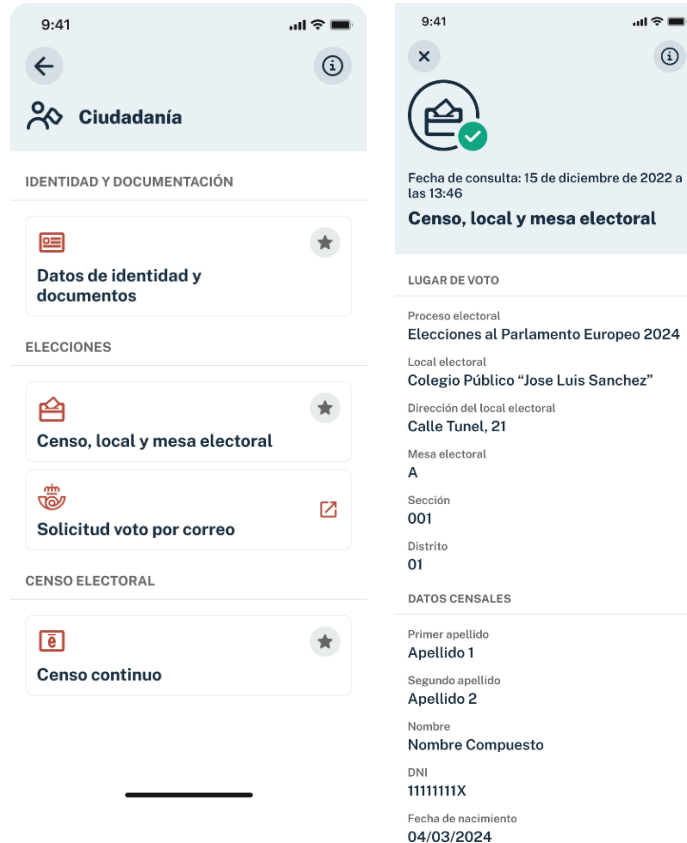 9:41
Ciudadanía
IDENTIDAD Y DOCUMENTACIÓN
Datos de identidad y
documentos
ELECCIONES
Censo, local y mesa electoral
Solicitud voto por correo
CENSO ELECTORAL
ē
Censo continuo
9:41
Fecha de consulta: 15 de diciembre de 2022 a
las 13:46
Censo, local y mesa electoral
LUGAR DE VOTO
Proceso electoral
Elecciones al Parlamento Europeo 2024
Local electoral
Colegio Público “Jose Luis Sanchez”
Dirección del local electoral
Calle Tunel, 21
Mesa electoral
A
Sección
001
Distrito
01
DATOS CENSALES
Primer apellido
Apellido 1
Segundo apellido
Apellido 2
Nombre
Nombre Compuesto
DNI
11111111X
Fecha de nacimiento
04/03/2024